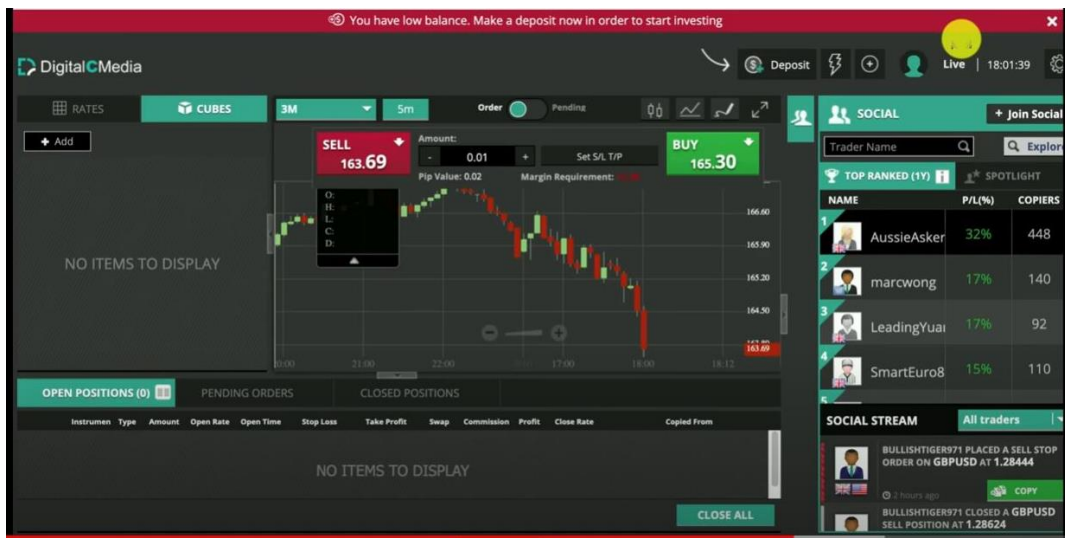 You have low balance. Make a deposit now in order to start investing
DigitalCMedia
Deposit
Live | 18:01:39
RATES
CUBES
+ Add
NO ITEMS TO DISPLAY
3M
5m
Order
Pending
SELL
163.69
Amount:
- 0.01 +
Set S/L T/P
BUY
165.30
Pip Value: 0.02
Margin Requirement:
O:
H:
L:
C:
D:
166.60
165.90
165.20
164.50
163.69
21:00
22:00
17:00
18:00
18:12
SOCIAL
+ Join Social
Trader Name
Explore
TOP RANKED (1Y)
SPOTLIGHT
NAME P/L(%) COPIERS
1 AussieAsker 32% 448
2 marcwong 17% 140
3 LeadingYuai 17% 92
4 SmartEuro8 15% 110
5
OPEN POSITIONS (0)
PENDING ORDERS
CLOSED POSITIONS
Instrumen Type Amount Open Rate Open Time Stop Loss Take Profit Swap Commission Profit Close Rate Copied From
NO ITEMS TO DISPLAY
CLOSE ALL
SOCIAL STREAM
All traders
BULLISHTIGER971 PLACED A SELL STOP
ORDER ON GBPUSD AT 1.28444
2 hours ago
COPY
BULLISHTIGER971 CLOSED A GBPUSD
SELL POSITION AT 1.28624